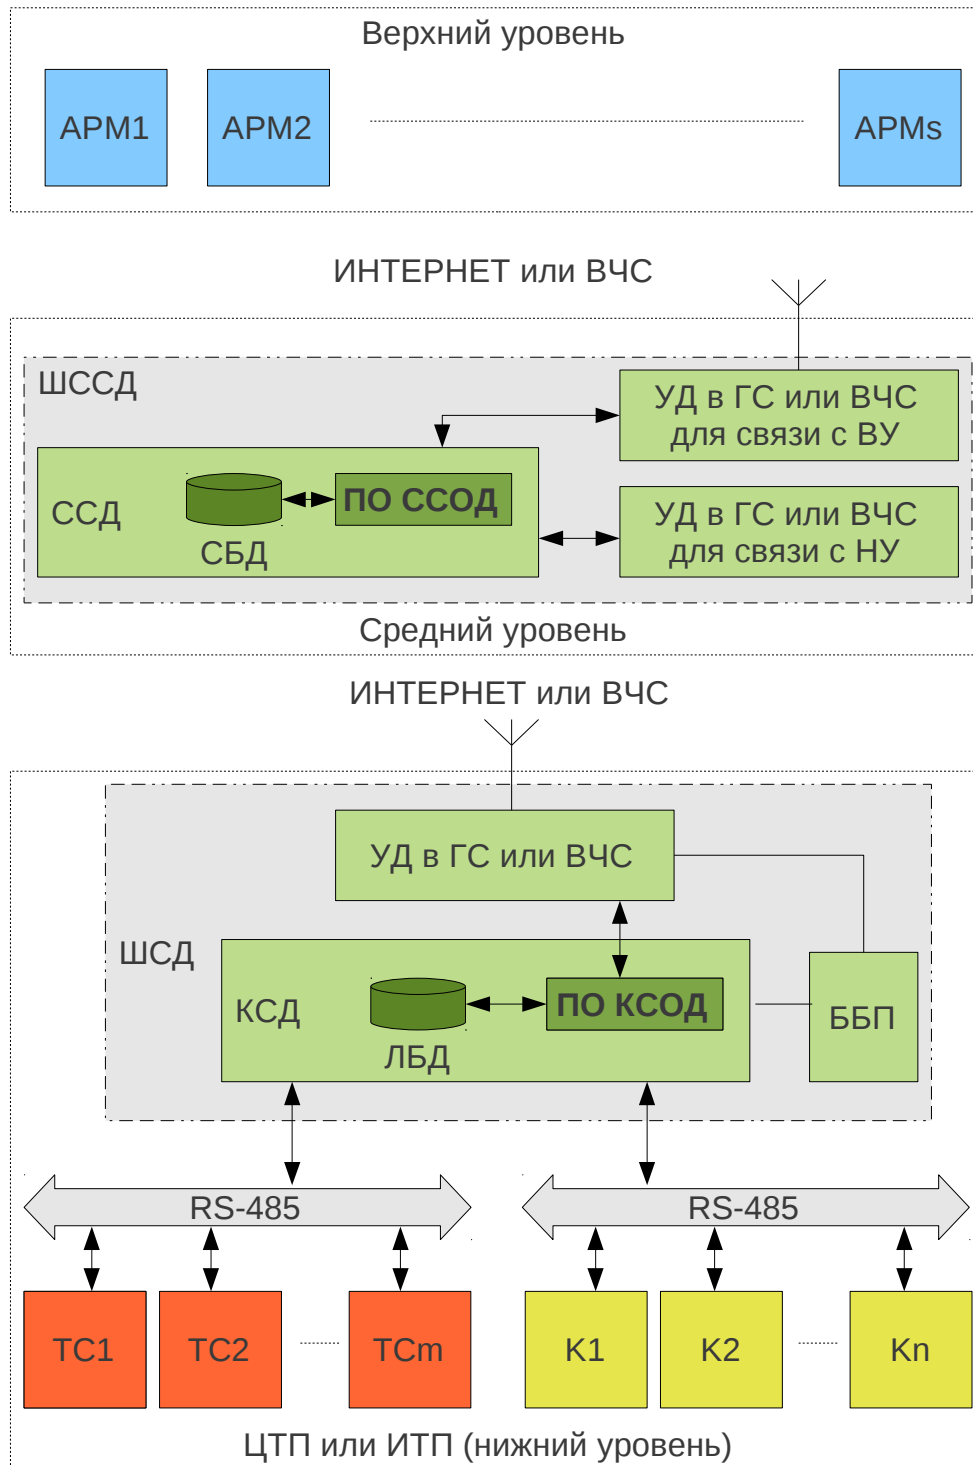 Верхний уровень
АРМ1
АРМ2
АРМs
ИНТЕРНЕТ или ВЧС
ШССД
УД в ГС или ВЧС
для связи с ВУ
ССД
СБД
ПО ССОД
УД в ГС или ВЧС
для связи с НУ
Средний уровень
ИНТЕРНЕТ или ВЧС
УД в ГС или ВЧС
ШСД
КСД
ЛБД
ПО КСОД
ББП
RS-485
RS-485
ТС1
ТС2
ТСm
К1
К2
Кn
ЦТП или ИТП (нижний уровень)